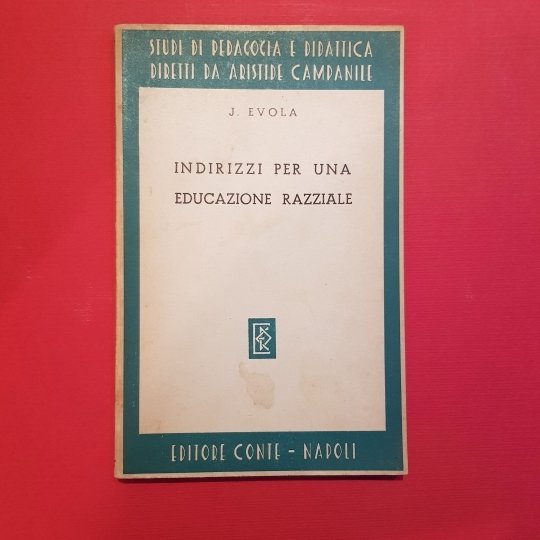 STUDI DI PEDAGOGIA E DIDATTICA
DIRETTI DA ARISTIDE CAMPANILE
J. EVOLA
INDIRIZZI PER UNA
EDUCAZIONE RAZZIALE
EDITORE CONTE - NAPOLI